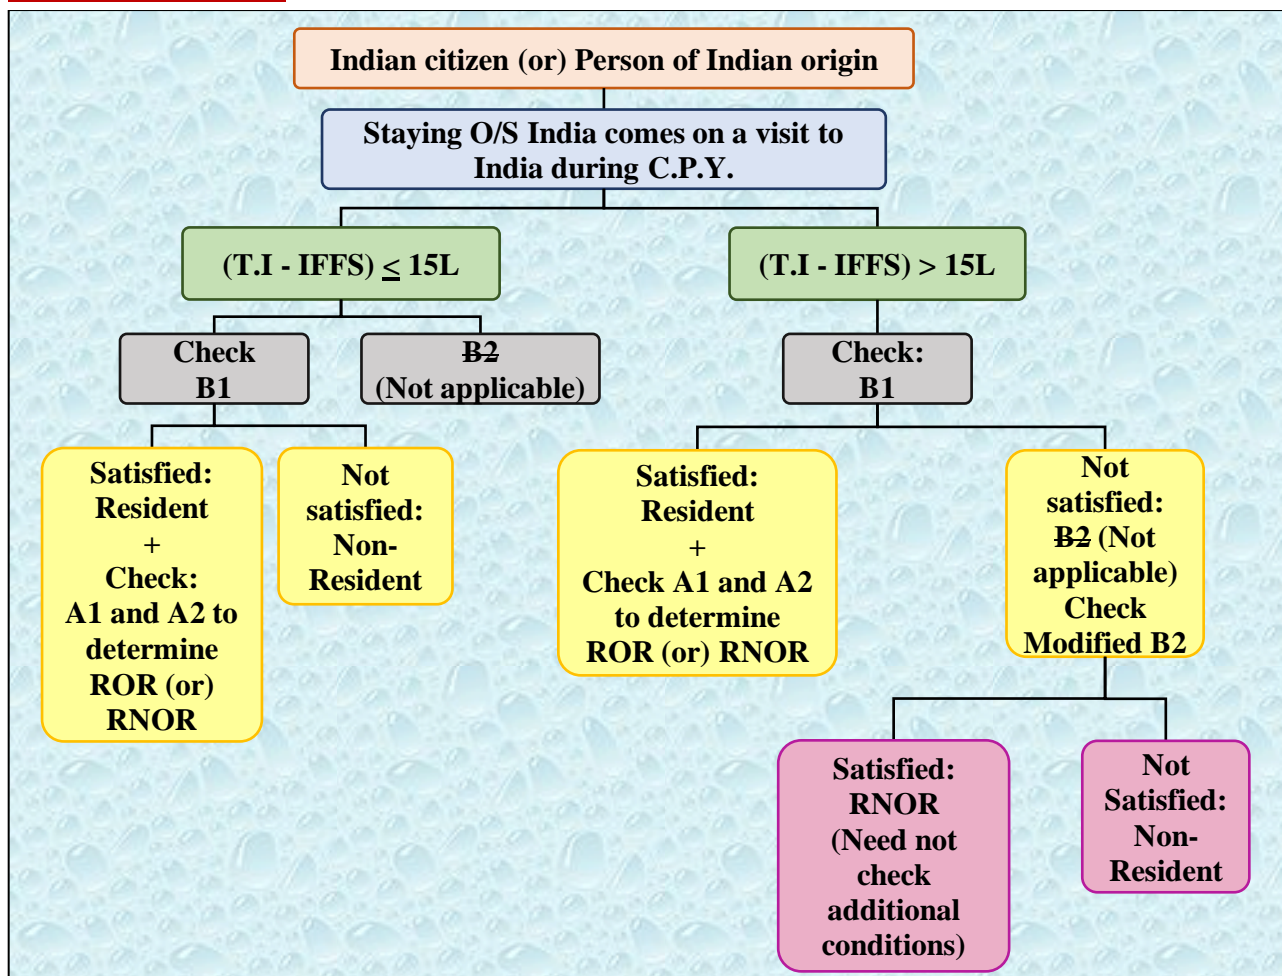 Indian citizen (or) Person of Indian origin
Staying O/S India comes on a visit to
India during C.P.Y.
(T.I - IFFS) ≤ 15L
(T.I - IFFS) > 15L
Check
B1
B2
(Not applicable)
Check:
B1
Satisfied:
Resident
+
Check:
A1 and A2 to
determine
ROR (or)
RNOR
Not
satisfied:
Non-
Resident
Satisfied:
Resident
+
Check A1 and A2
to determine
ROR (or) RNOR
Not
satisfied:
B2 (Not
applicable)
Check
Modified B2
Satisfied:
RNOR
(Need not
check
additional
conditions)
Not
Satisfied:
Non-
Resident